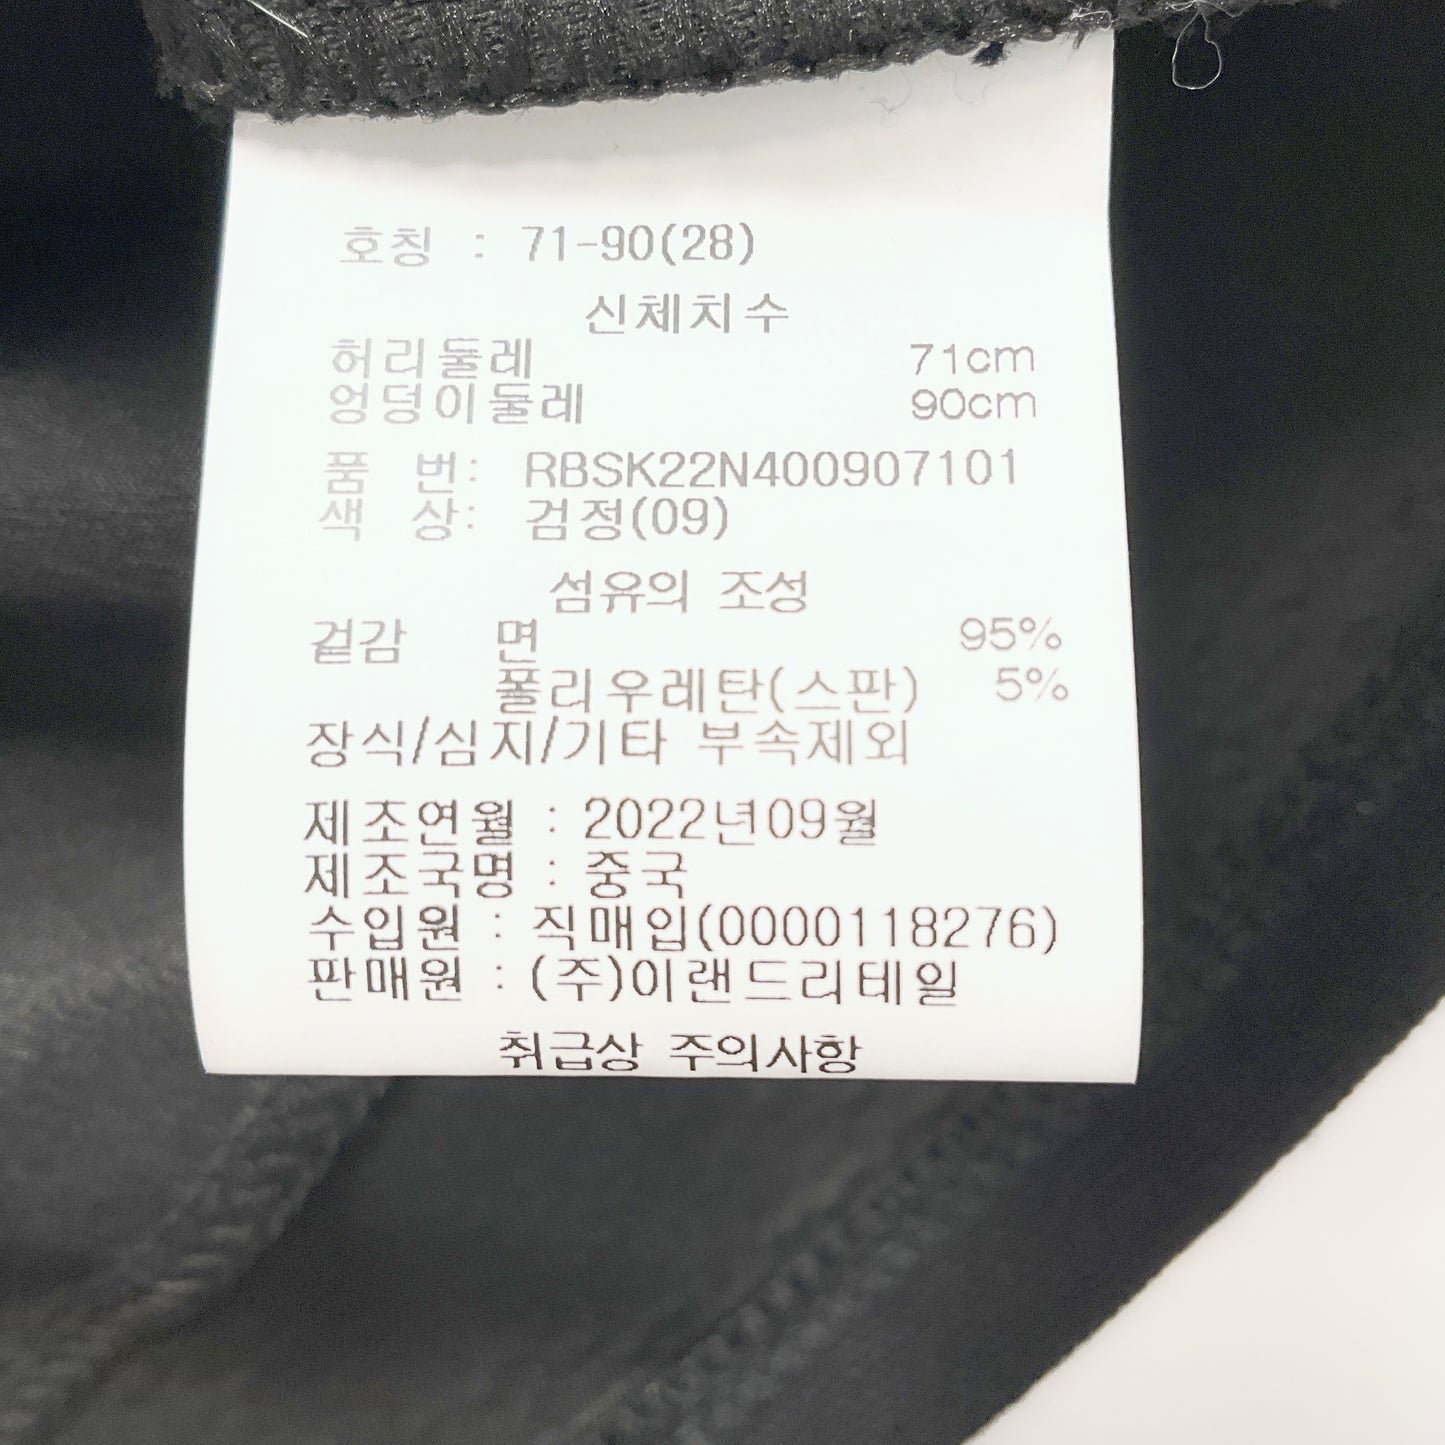 호칭 : 71-90(28)
신체치수
허리둘레 71cm
엉덩이둘레 90cm
품 번: RBSK22N400907101
색 상: 검정(09)
섬유의 조성
겉감 면 95%
폴리우레탄(스판) 5%
장식/심지/기타 부속제외
제조연월 : 2022년09월
제조국명 : 중국
수입원 : 직매입(0000118276)
판매원 : (주)이랜드리테일
취급상 주의사항